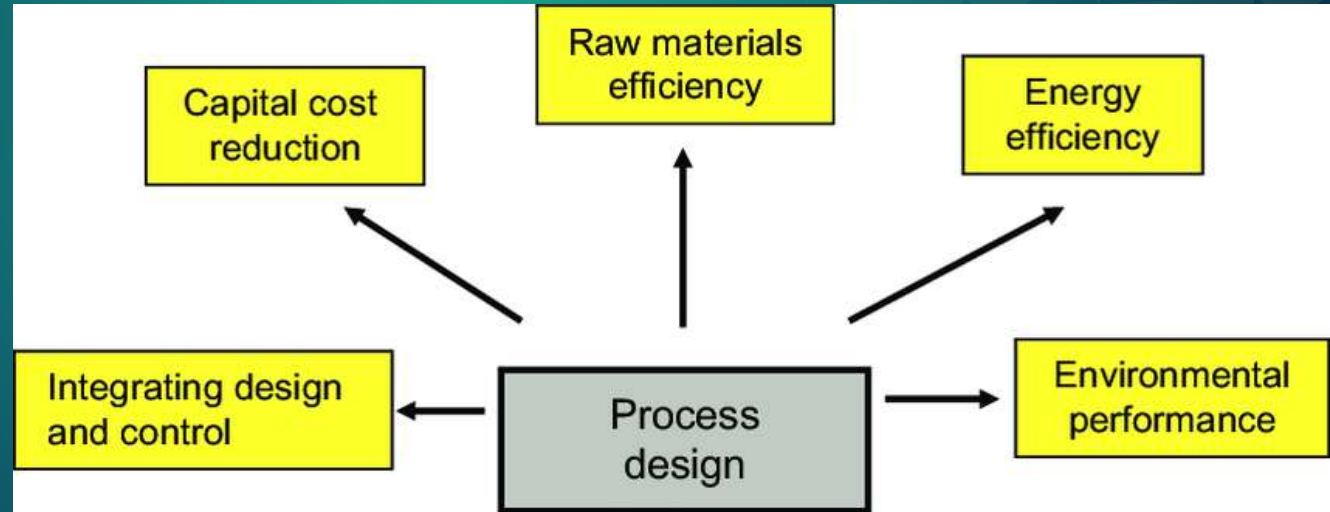 Raw materials
efficiency
Capital cost
reduction
Energy
efficiency
Integrating design
and control
Process
design
Environmental
performance